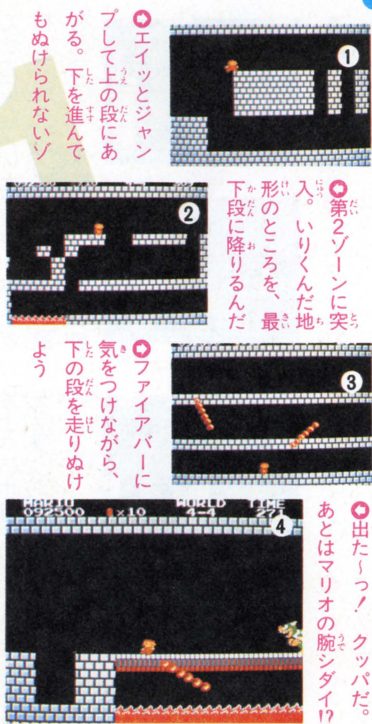 エイッとジャン
プして上の段にあ
がる。下を進んで
もぬけられないゾ
1
第2ゾーンに突
入。いりくんだ地
形のところを、最
下段に降りるんだ
2
ファイアバーに
気をつけながら、
下の段を走りぬけ
よう
3
出た〜っ! クッパだ。
あとはマリオの腕シダイ!?
4
MARIO WORLD TIME
092500 ×10 4-4 271